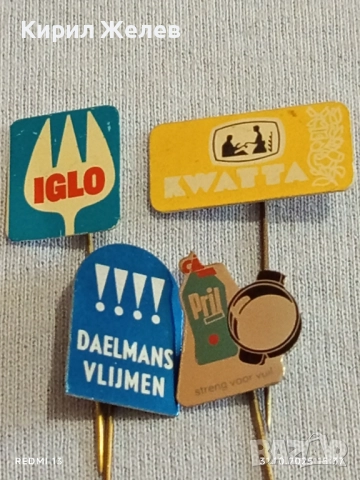 Кирил Желев
IGLO
KWATTA
!!!!
DAELMANS
VLIJMEN
Pril
streng voor vuil
REDMI 13